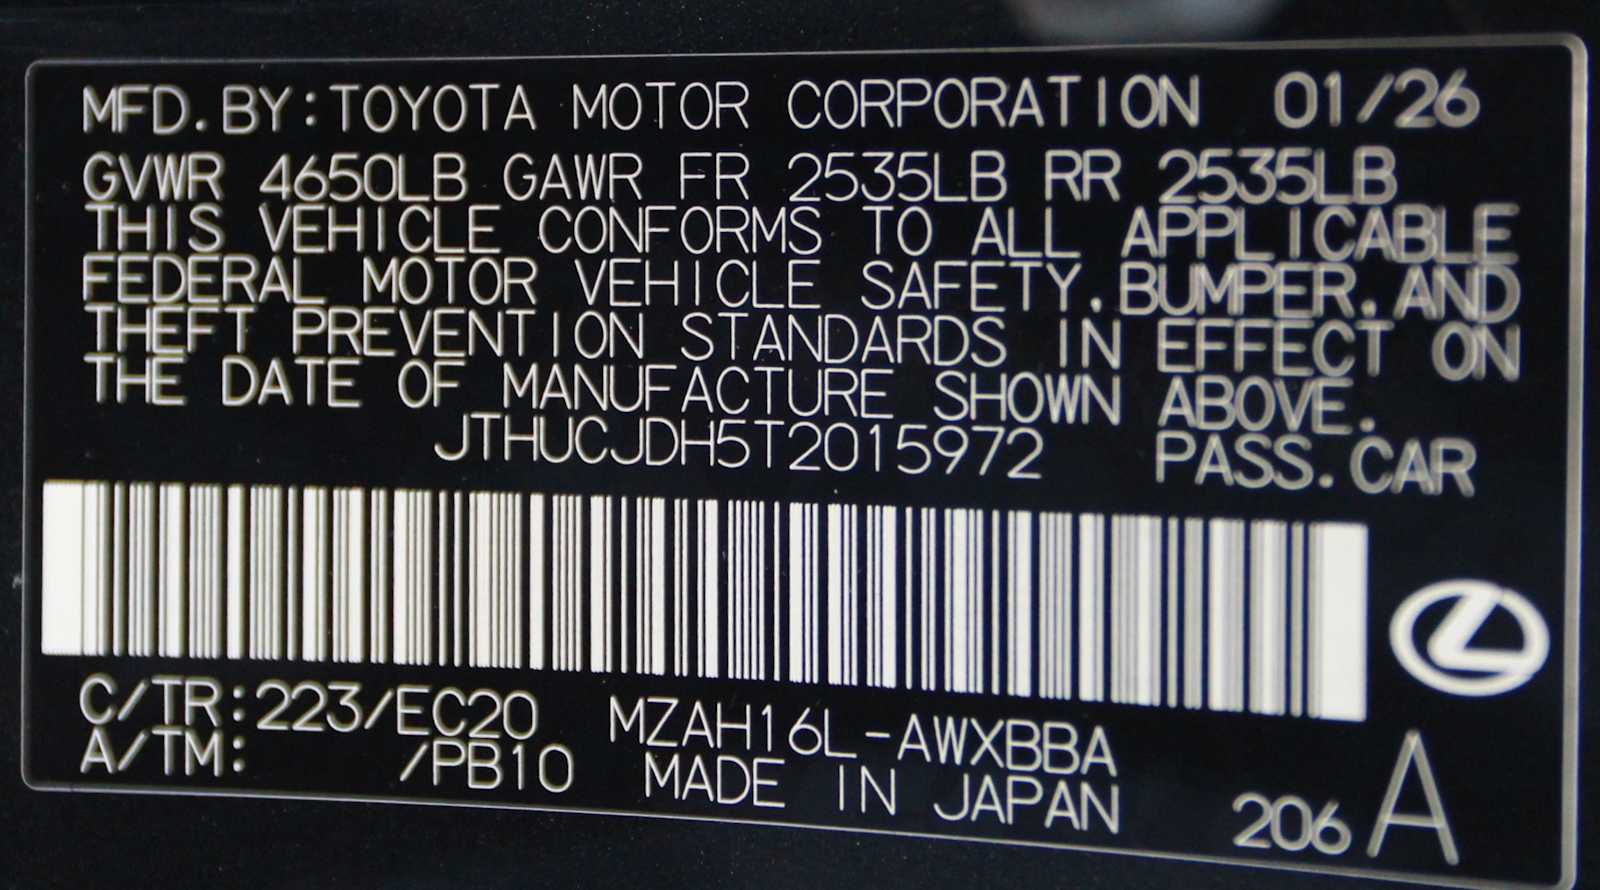 MFD.BY:TOYOTA MOTOR CORPORATION 01/26
GVWR 4650LB GAWR FR 2535LB RR 2535LB
THIS VEHICLE CONFORMS TO ALL APPLICABLE
FEDERAL MOTOR VEHICLE SAFETY.BUMPER.AND
THEFT PREVENTION STANDARDS IN EFFECT ON
THE DATE OF MANUFACTURE SHOWN ABOVE.
JTHUCJDH5T2015972 PASS.CAR
C/TR:223/EC20 MZAH16L-AWXBBA
A/TM: /PB10 MADE IN JAPAN
206 A